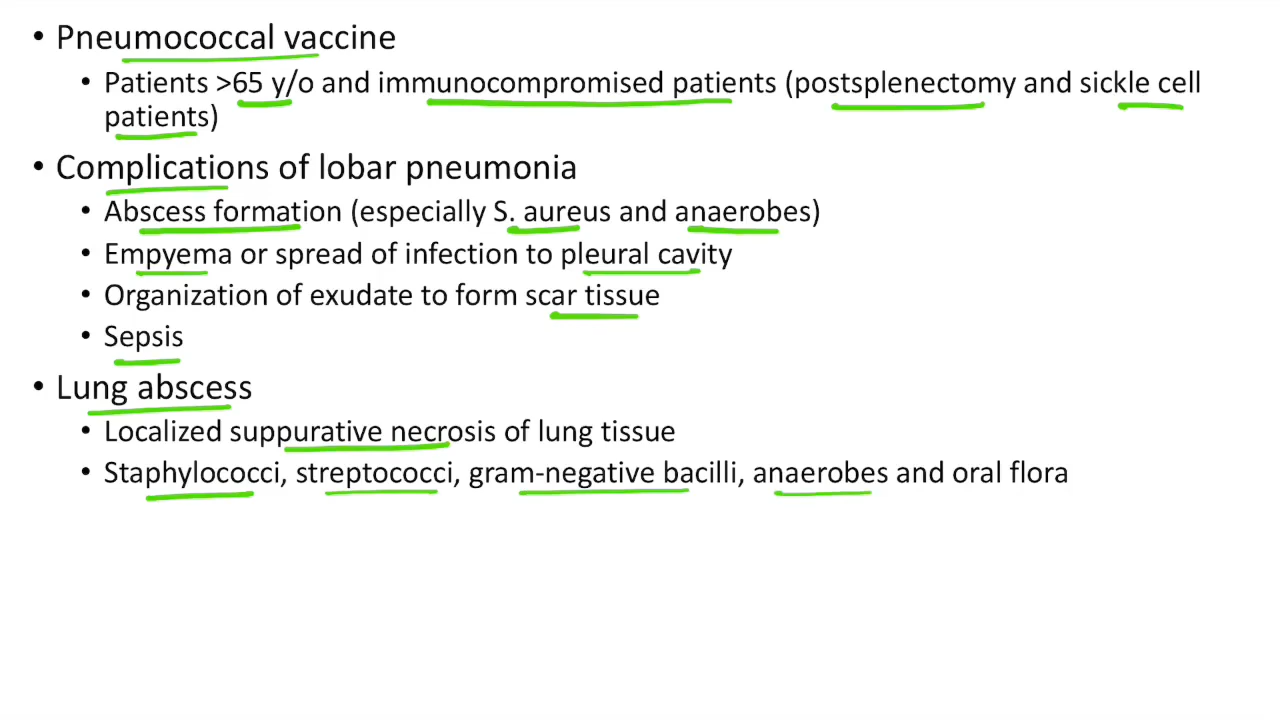 • Pneumococcal vaccine
• Patients >65 y/o and immunocompromised patients (postsplenectomy and sickle cell
patients)
• Complications of lobar pneumonia
• Abscess formation (especially S. aureus and anaerobes)
• Empyema or spread of infection to pleural cavity
• Organization of exudate to form scar tissue
• Sepsis
• Lung abscess
• Localized suppurative necrosis of lung tissue
• Staphylococci, streptococci, gram-negative bacilli, anaerobes and oral flora